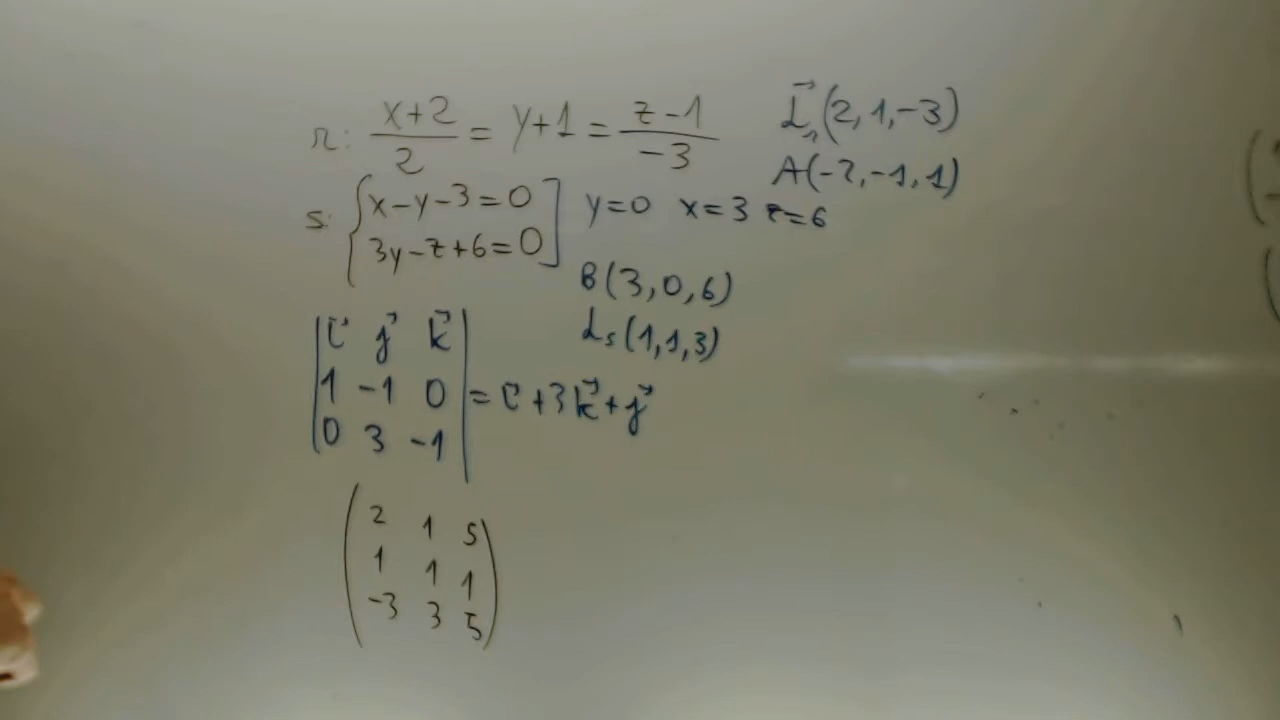 r: (x+2)/2 = y+1 = (z-1)/-3   d⃗r(2,1,-3)
A(-2,-1,1)
s: { x-y-3=0   y=0  x=3  z=6
3y-z+6=0 ]
B(3,0,6)
ds(1,1,3)
| i⃗ j⃗ k⃗ |
| 1 -1 0 | = i⃗+3k⃗+j⃗
| 0 3 -1 |
( 2 1 5 )
( 1 1 1 )
( -3 3 5 )